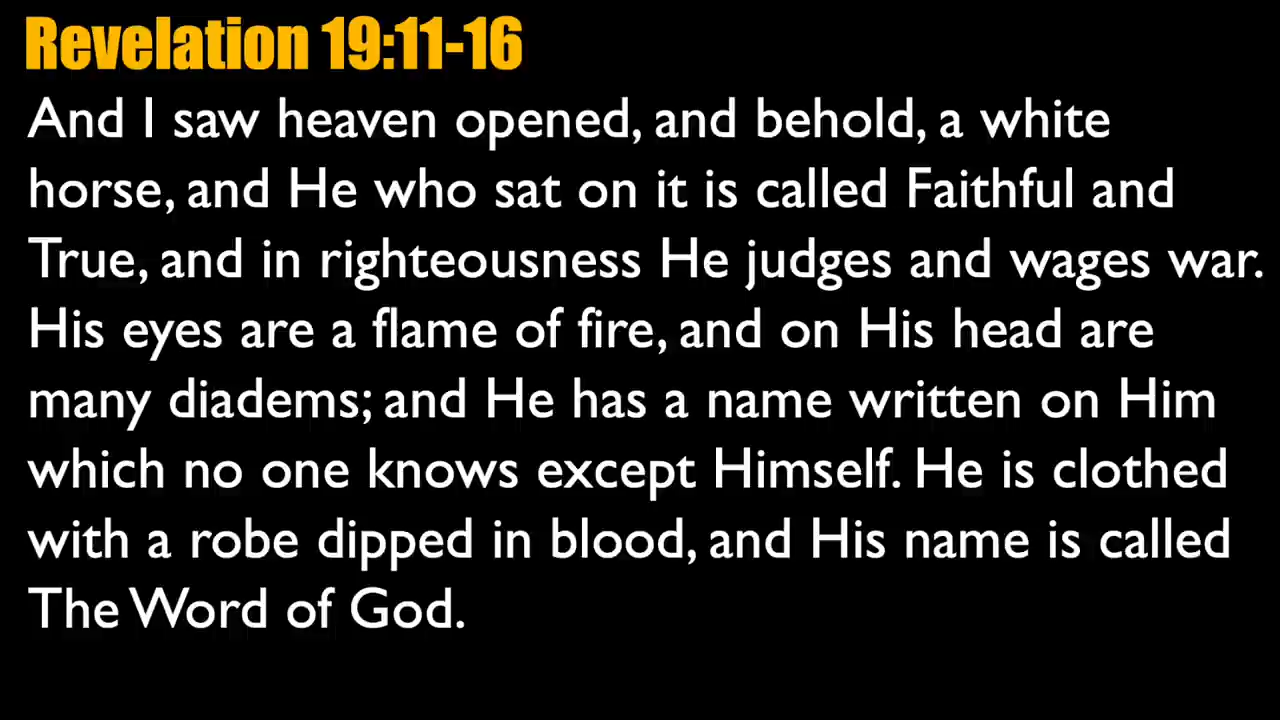 Revelation 19:11-16
And I saw heaven opened, and behold, a white
horse, and He who sat on it is called Faithful and
True, and in righteousness He judges and wages war.
His eyes are a flame of fire, and on His head are
many diadems; and He has a name written on Him
which no one knows except Himself. He is clothed
with a robe dipped in blood, and His name is called
The Word of God.